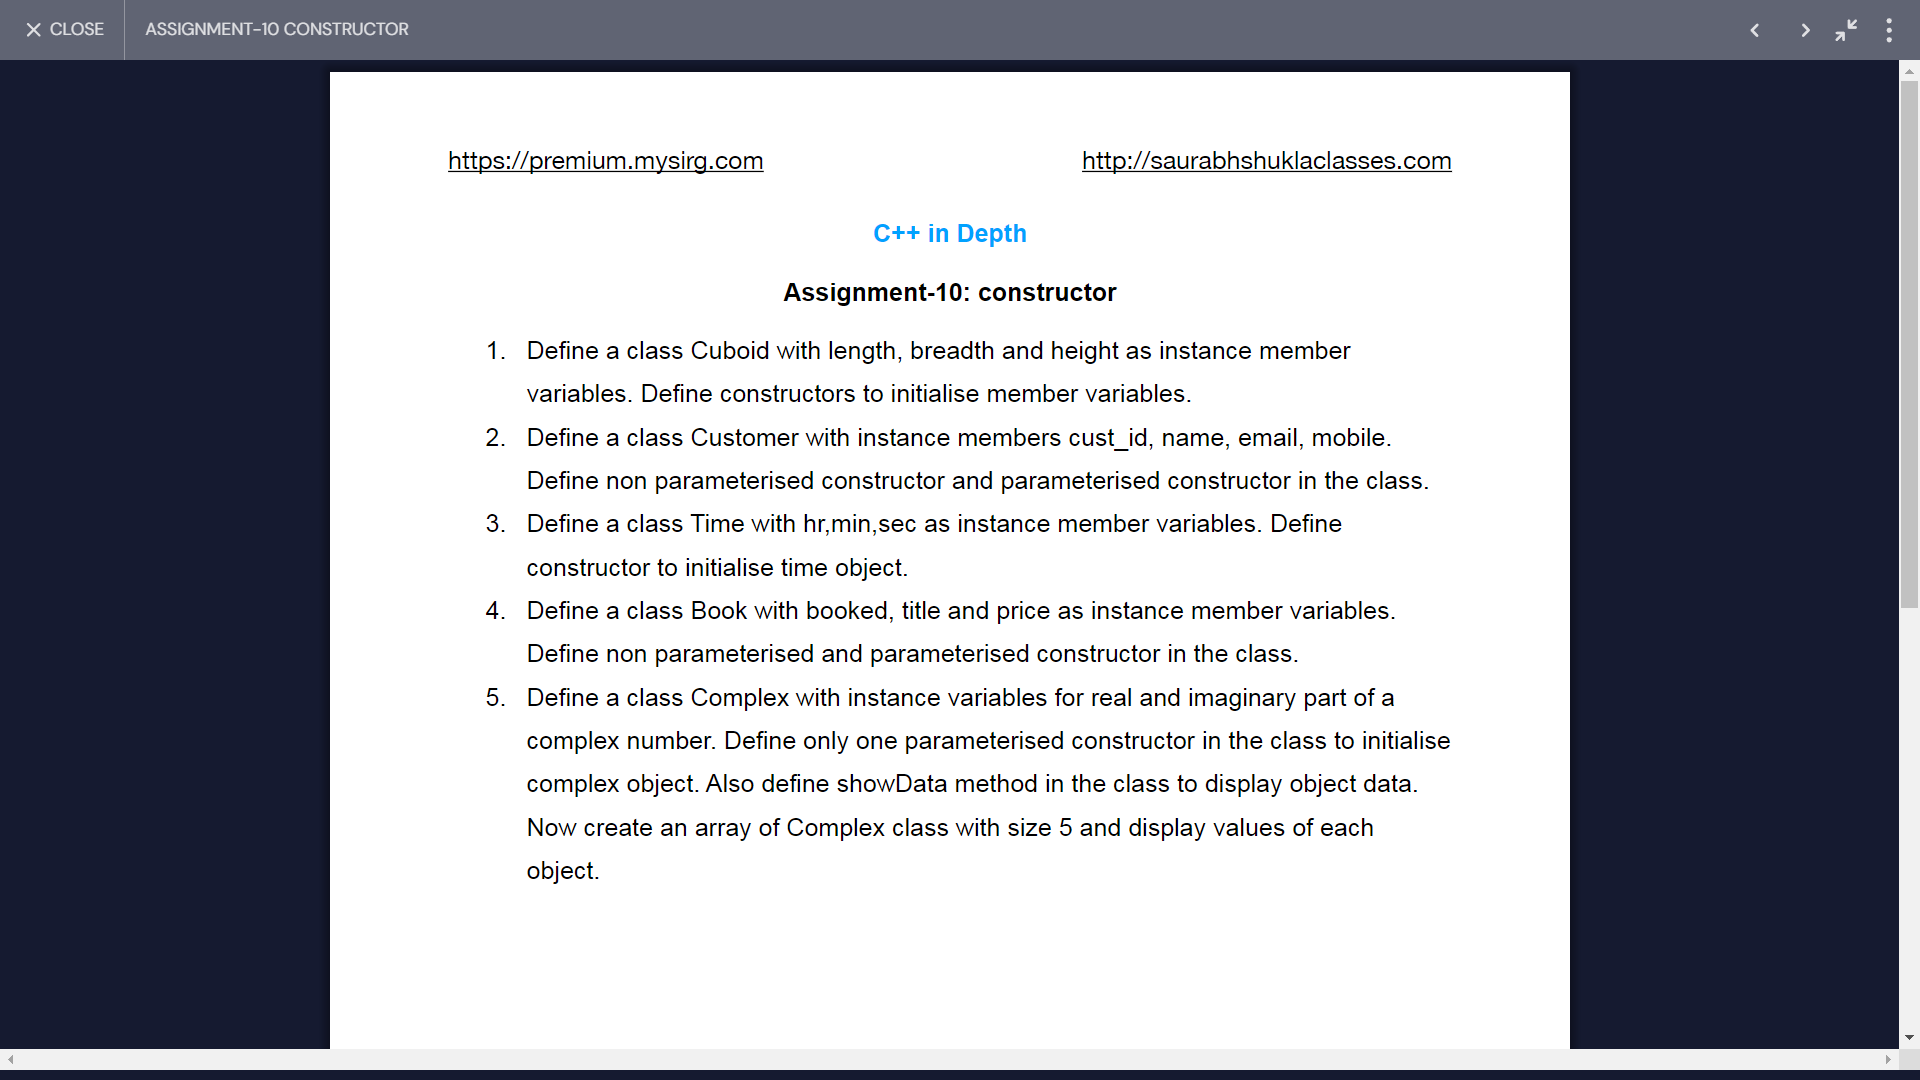 CLOSE ASSIGNMENT-10 CONSTRUCTOR
https://premium.mysirg.com http://saurabhshuklaclasses.com
C++ in Depth
Assignment-10: constructor
1. Define a class Cuboid with length, breadth and height as instance member
variables. Define constructors to initialise member variables.
2. Define a class Customer with instance members cust_id, name, email, mobile.
Define non parameterised constructor and parameterised constructor in the class.
3. Define a class Time with hr,min,sec as instance member variables. Define
constructor to initialise time object.
4. Define a class Book with booked, title and price as instance member variables.
Define non parameterised and parameterised constructor in the class.
5. Define a class Complex with instance variables for real and imaginary part of a
complex number. Define only one parameterised constructor in the class to initialise
complex object. Also define showData method in the class to display object data.
Now create an array of Complex class with size 5 and display values of each
object.